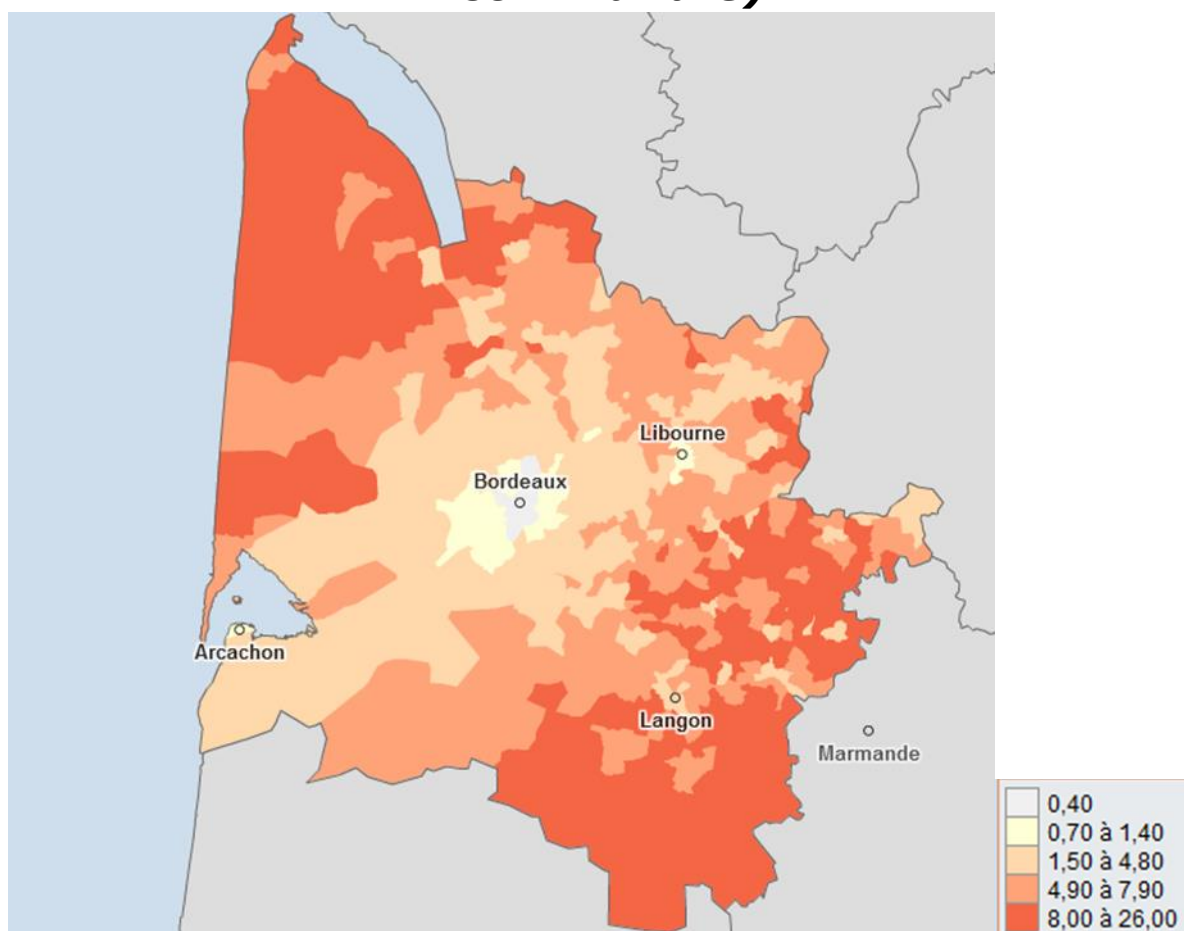 Libourne
Bordeaux
Arcachon
Langon
Marmande
0,40
0,70 à 1,40
1,50 à 4,80
4,90 à 7,90
8,00 à 26,00